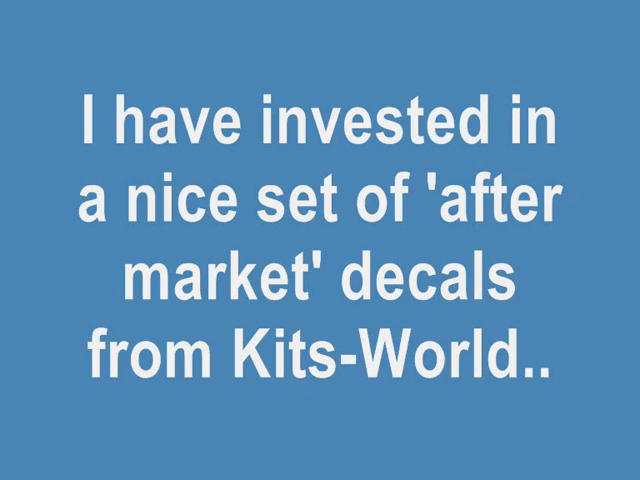 I have invested in
a nice set of 'after
market' decals
from Kits-World..